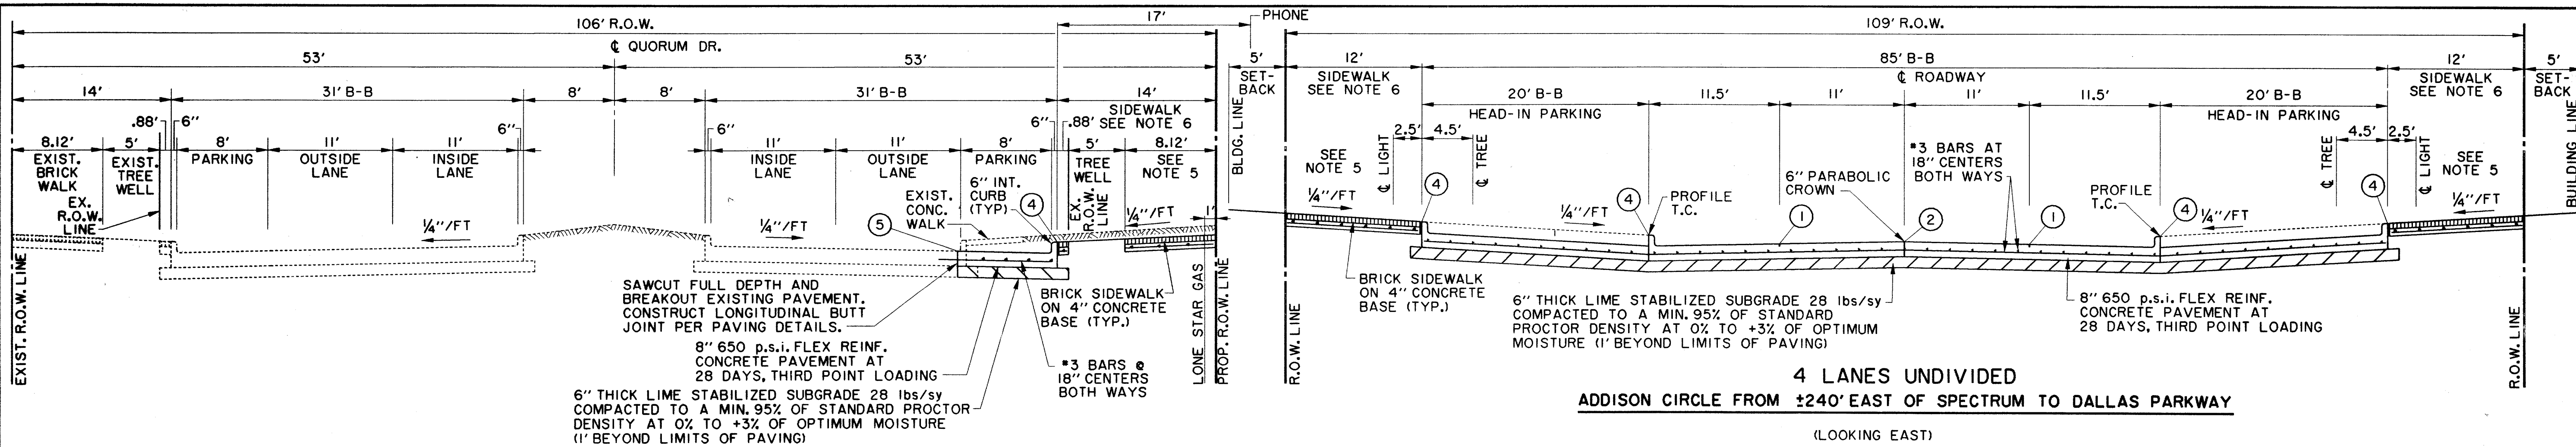 106' R.O.W.
℄ QUORUM DR.
53'
53'
17'
PHONE
14'
31' B-B
8'
8'
31' B-B
14'
SIDEWALK
SEE NOTE 6
.88'
6"
6"
6"
6"
.88'
8.12'
EXIST.
BRICK
WALK
5'
EXIST.
TREE
WELL
8'
PARKING
11'
OUTSIDE
LANE
11'
INSIDE
LANE
11'
INSIDE
LANE
11'
OUTSIDE
LANE
8'
PARKING
5'
TREE
WELL
8.12'
SEE
NOTE 5
EX.
R.O.W.
LINE
EXIST.
CONC.
WALK
6" INT.
CURB
(TYP)
4
EX.
R.O.W.
LINE
1/4"/FT
1/4"/FT
1/4"/FT
1'
5
EXIST. R.O.W. LINE
SAWCUT FULL DEPTH AND
BREAKOUT EXISTING PAVEMENT.
CONSTRUCT LONGITUDINAL BUTT
JOINT PER PAVING DETAILS.
8" 650 p.s.i. FLEX REINF.
CONCRETE PAVEMENT AT
28 DAYS, THIRD POINT LOADING
6" THICK LIME STABILIZED SUBGRADE 28 lbs/sy
COMPACTED TO A MIN. 95% OF STANDARD PROCTOR
DENSITY AT 0% TO +3% OF OPTIMUM MOISTURE
(1' BEYOND LIMITS OF PAVING)
#3 BARS @
18" CENTERS
BOTH WAYS
BRICK SIDEWALK
ON 4" CONCRETE
BASE (TYP.)
LONE STAR GAS
PROP. R.O.W. LINE
109' R.O.W.
5'
SET-
BACK
12'
SIDEWALK
SEE NOTE 6
85' B-B
℄ ROADWAY
12'
SIDEWALK
SEE NOTE 6
5'
SET-
BACK
20' B-B
HEAD-IN PARKING
11.5'
11'
11'
11.5'
20' B-B
HEAD-IN PARKING
BLDG. LINE
SEE
NOTE 5
1/4"/FT
2.5'
4.5'
℄ LIGHT
℄ TREE
4
1/4"/FT
4
PROFILE
T.C.
1
6" PARABOLIC
CROWN
2
#3 BARS AT
18" CENTERS
BOTH WAYS
1
PROFILE
T.C.
4
1/4"/FT
4.5'
2.5'
℄ TREE
℄ LIGHT
4
SEE
NOTE 5
1/4"/FT
BUILDING LINE
R.O.W. LINE
BRICK SIDEWALK
ON 4" CONCRETE
BASE (TYP.)
6" THICK LIME STABILIZED SUBGRADE 28 lbs/sy
COMPACTED TO A MIN. 95% OF STANDARD
PROCTOR DENSITY AT 0% TO +3% OF OPTIMUM
MOISTURE (1' BEYOND LIMITS OF PAVING)
8" 650 p.s.i. FLEX REINF.
CONCRETE PAVEMENT AT
28 DAYS, THIRD POINT LOADING
R.O.W. LINE
4 LANES UNDIVIDED
ADDISON CIRCLE FROM ±240' EAST OF SPECTRUM TO DALLAS PARKWAY
(LOOKING EAST)